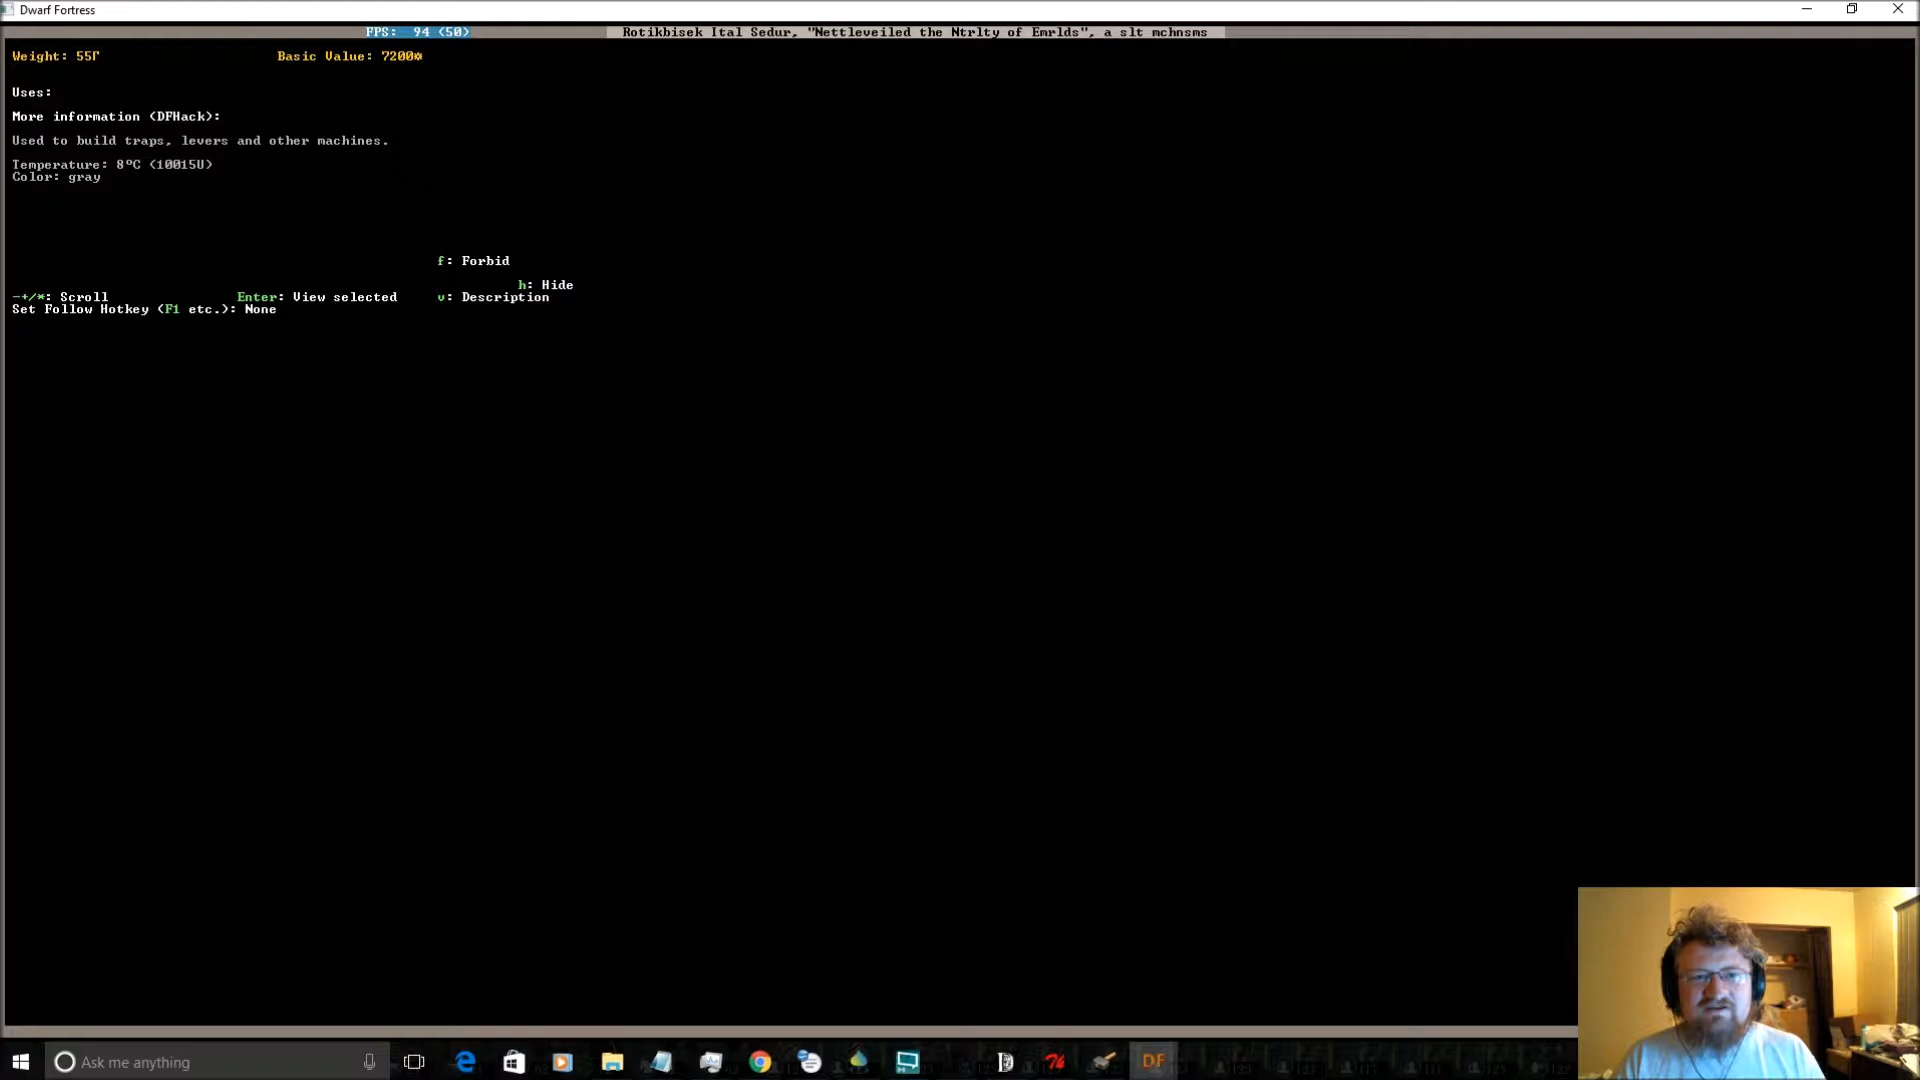 Dwarf Fortress
FPS: 94 (50)
Rotikbisek Ital Sedur, "Nettleveiled the Ntrlty of Emrlds", a slt mchnsms
Weight: 55Γ Basic Value: 7200☼
Uses:
More information (DFHack):
Used to build traps, levers and other machines.
Temperature: 8°C (10015U)
Color: gray
f: Forbid
h: Hide
-+/*: Scroll Enter: View selected v: Description
Set Follow Hotkey (F1 etc.): None
Ask me anything
DF